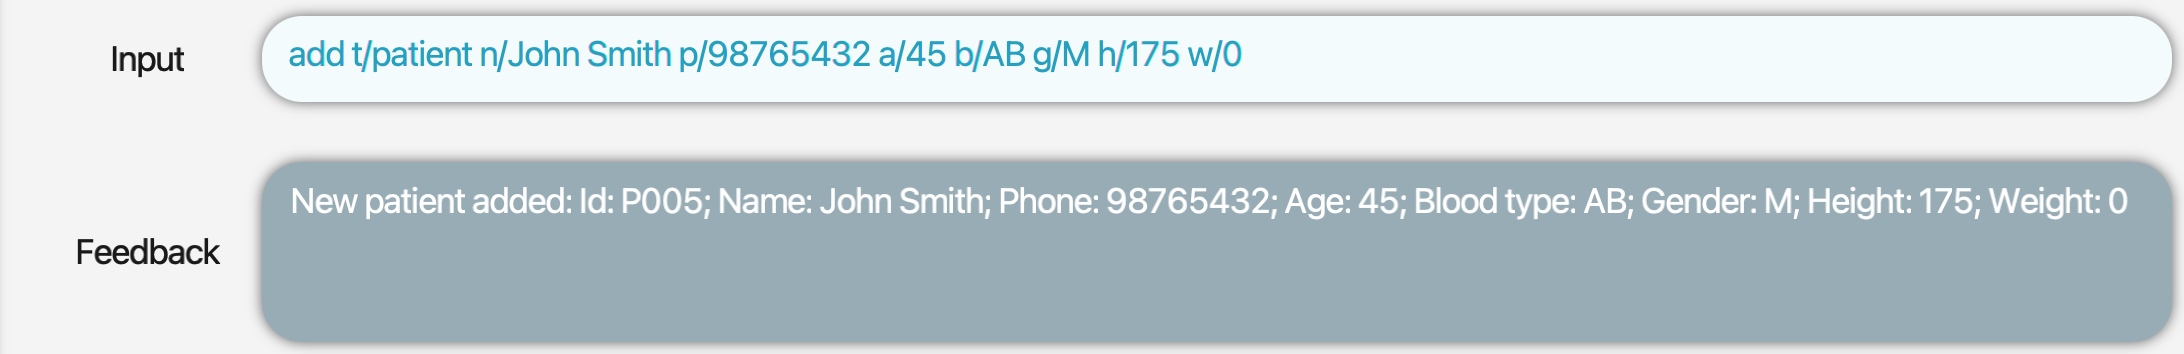 Input
add t/patient n/John Smith p/98765432 a/45 b/AB g/M h/175 w/0
New patient added: Id: P005; Name: John Smith; Phone: 98765432; Age: 45; Blood type: AB; Gender: M; Height: 175; Weight: 0
Feedback